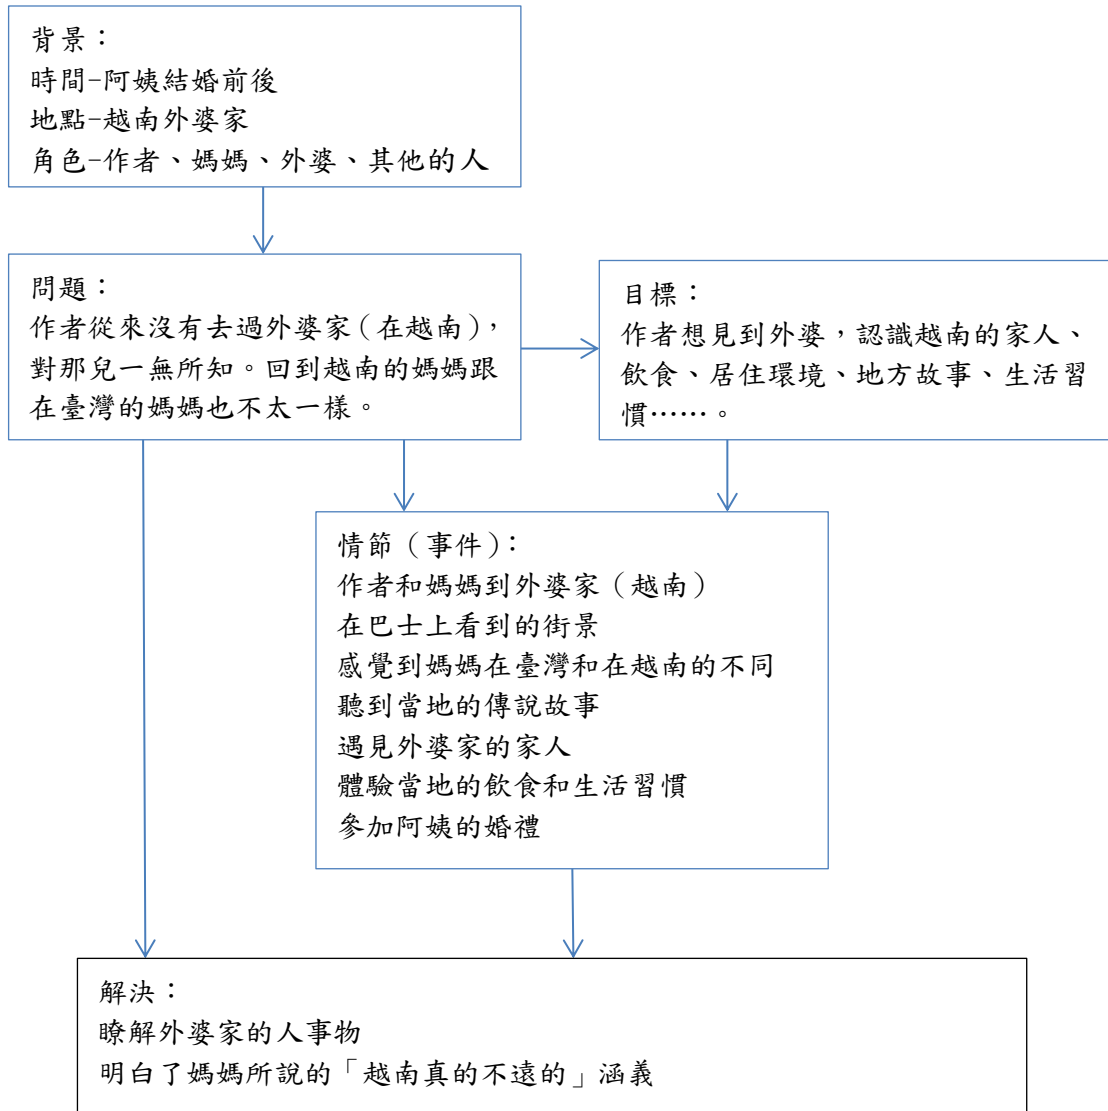 背景：
時間-阿姨結婚前後
地點-越南外婆家
角色-作者、媽媽、外婆、其他的人
問題：
作者從來沒有去過外婆家（在越南），
對那兒一無所知。回到越南的媽媽跟
在臺灣的媽媽也不太一樣。
目標：
作者想見到外婆，認識越南的家人、
飲食、居住環境、地方故事、生活習
慣……。
情節（事件）：
作者和媽媽到外婆家（越南）
在巴士上看到的街景
感覺到媽媽在臺灣和在越南的不同
聽到當地的傳說故事
遇見外婆家的家人
體驗當地的飲食和生活習慣
參加阿姨的婚禮
解決：
瞭解外婆家的人事物
明白了媽媽所說的「越南真的不遠的」涵義